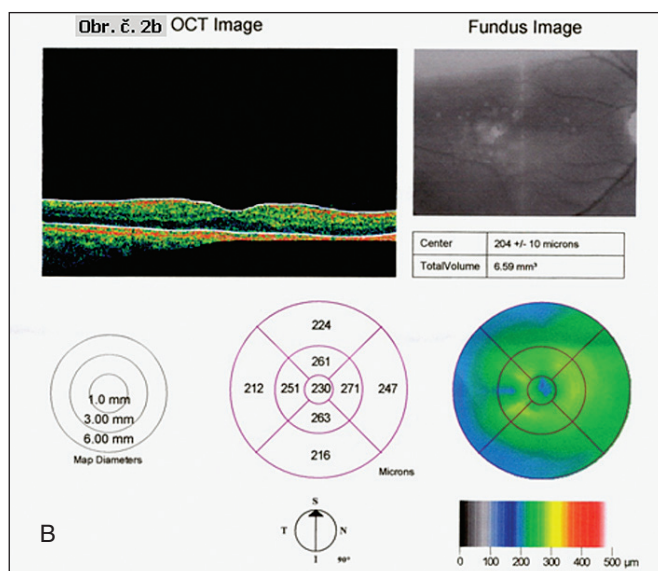 Obr. č. 2b OCT Image
Fundus Image
Center 204 +/- 10 microns
TotalVolume 6.59 mm³
1.0 mm
3.00 mm
6.00 mm
Map Diameters
224
261
212 251 230 271 247
263
216
Microns
S
T N
I 90°
B
0 100 200 300 400 500 µm